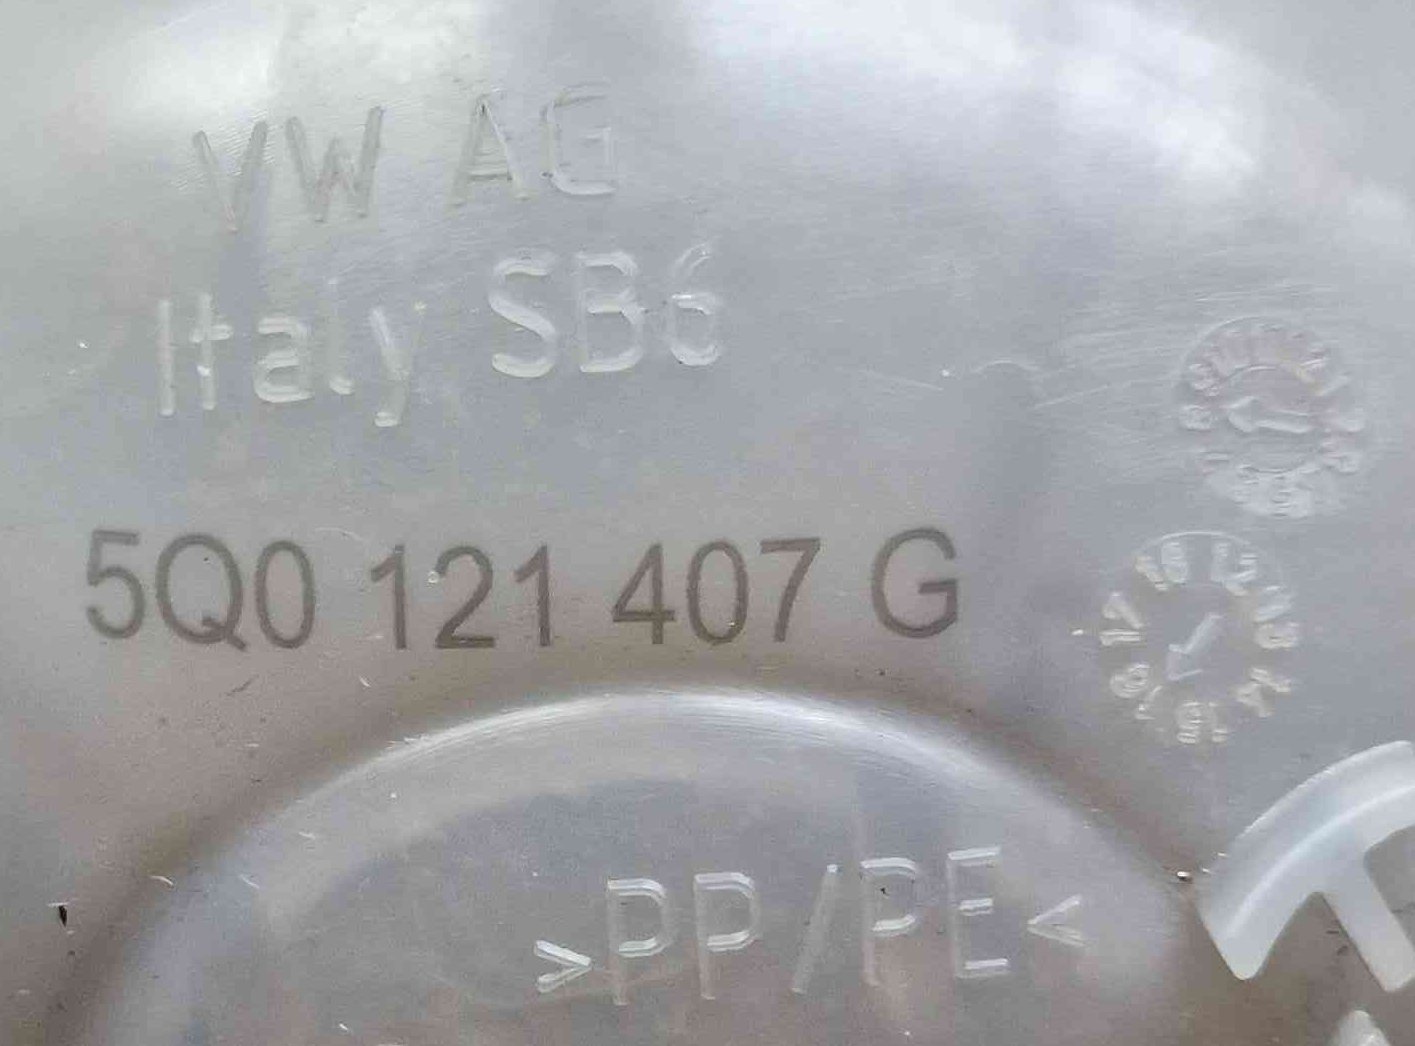 VW AG
Italy SB6
5Q0 121 407 G
>PP/PE<